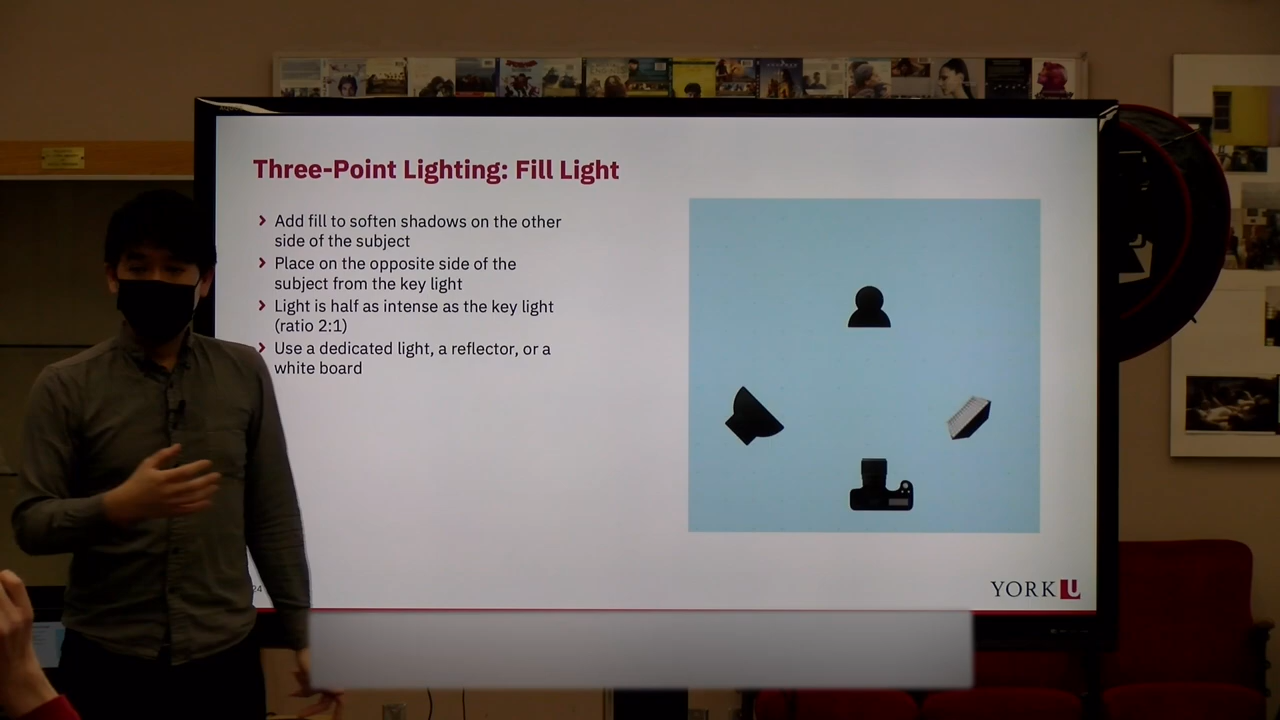 Three-Point Lighting: Fill Light
Add fill to soften shadows on the other
side of the subject
Place on the opposite side of the
subject from the key light
Light is half as intense as the key light
(ratio 2:1)
Use a dedicated light, a reflector, or a
white board
24
YORK U